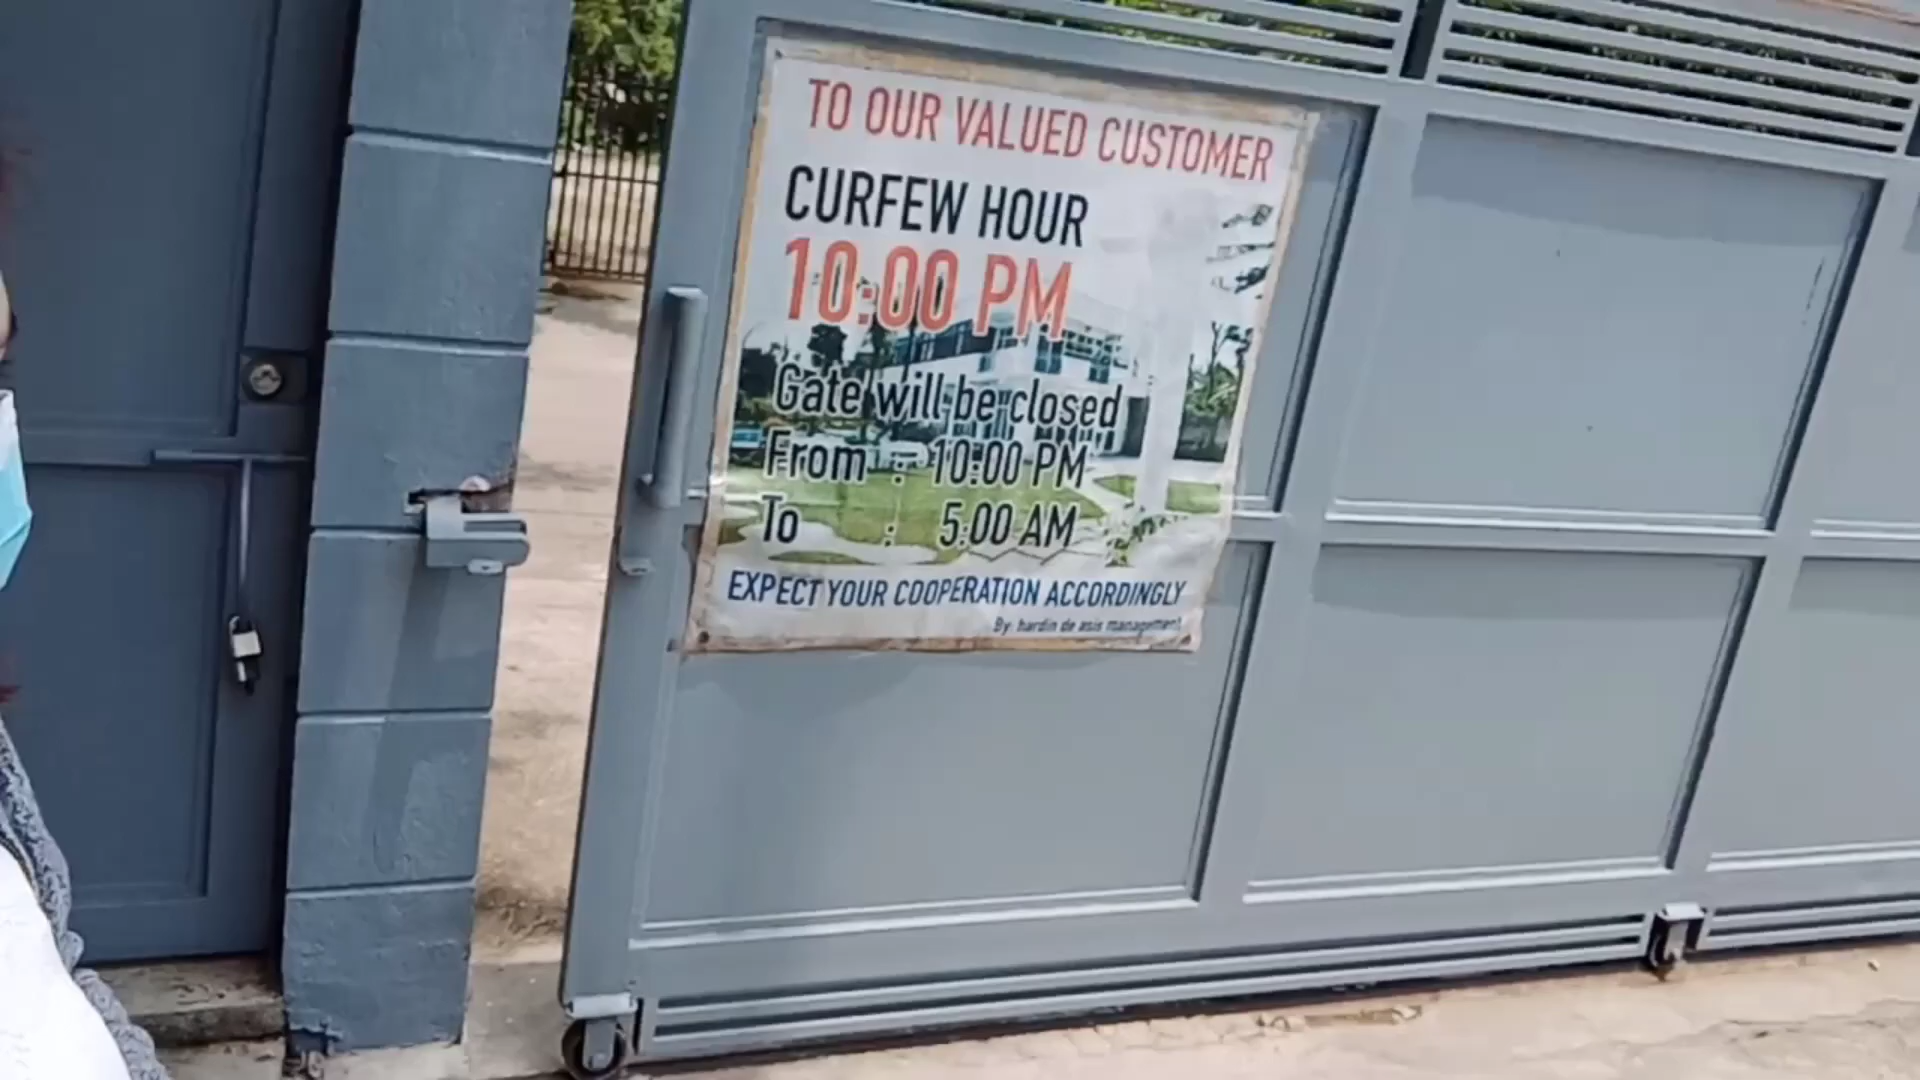 TO OUR VALUED CUSTOMER
CURFEW HOUR
10:00 PM
Gate will be closed
From : 10:00 PM
To : 5:00 AM
EXPECT YOUR COOPERATION ACCORDINGLY
By: hardin de asis management